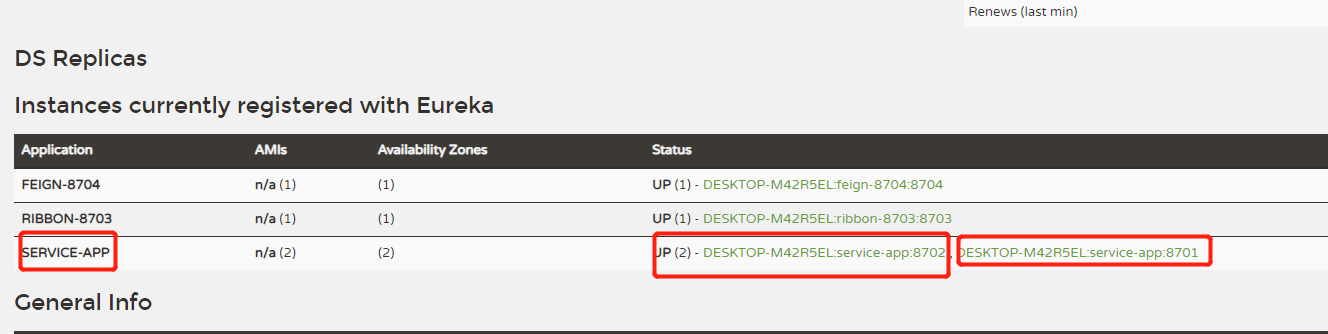 Renews (last min)
DS Replicas
Instances currently registered with Eureka
Application AMIs Availability Zones Status
FEIGN-8704 n/a (1) (1) UP (1) - DESKTOP-M42R5EL:feign-8704:8704
RIBBON-8703 n/a (1) (1) UP (1) - DESKTOP-M42R5EL:ribbon-8703:8703
SERVICE-APP n/a (2) (2) UP (2) - DESKTOP-M42R5EL:service-app:8702 , DESKTOP-M42R5EL:service-app:8701
General Info